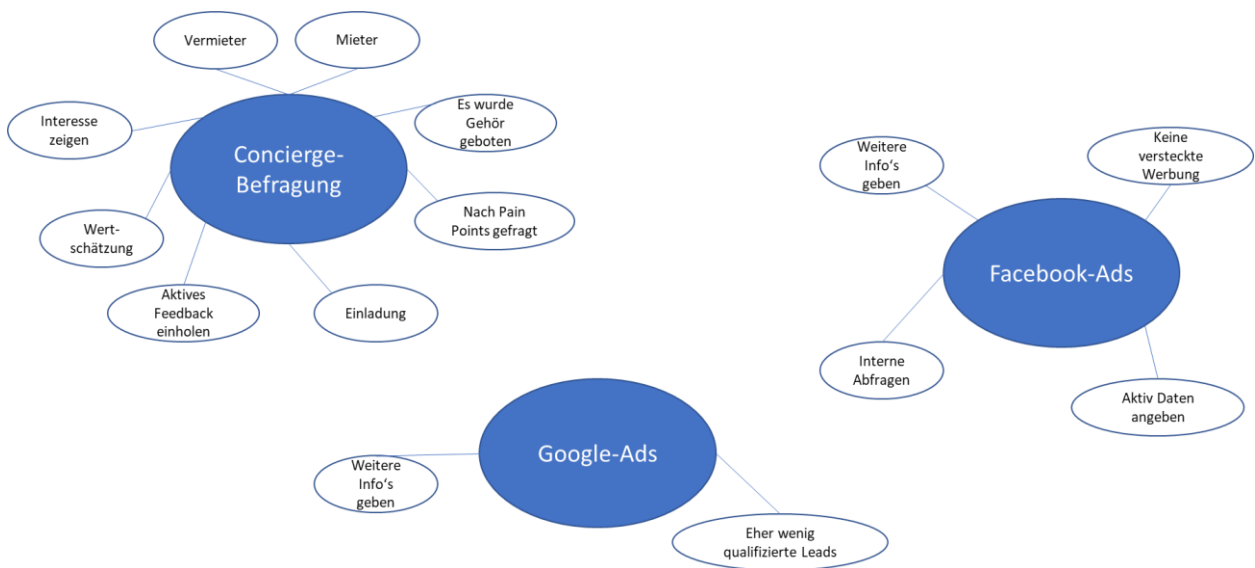 Vermieter
Mieter
Interesse
zeigen
Es wurde
Gehör
geboten
Concierge-
Befragung
Wert-
schätzung
Nach Pain
Points gefragt
Aktives
Feedback
einholen
Einladung
Weitere
Info‘s
geben
Keine
versteckte
Werbung
Facebook-Ads
Interne
Abfragen
Aktiv Daten
angeben
Google-Ads
Weitere
Info‘s
geben
Eher wenig
qualifizierte Leads